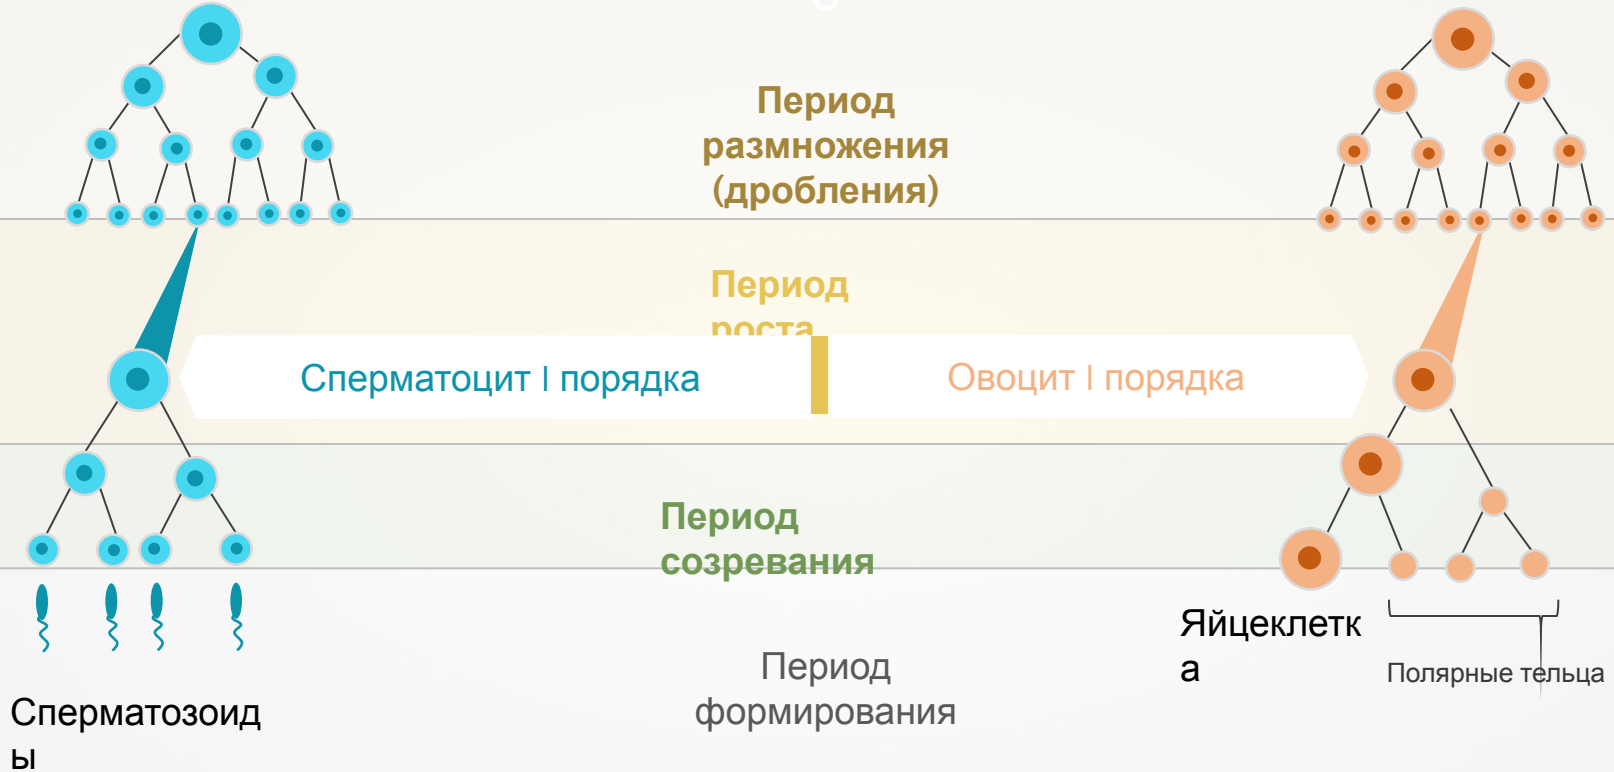 Период
размножения
(дробления)
Период
роста
Сперматоцит I порядка
Овоцит I порядка
Период
созревания
Яйцеклетк
а
Полярные тельца
Период
формирования
Сперматозоид
ы